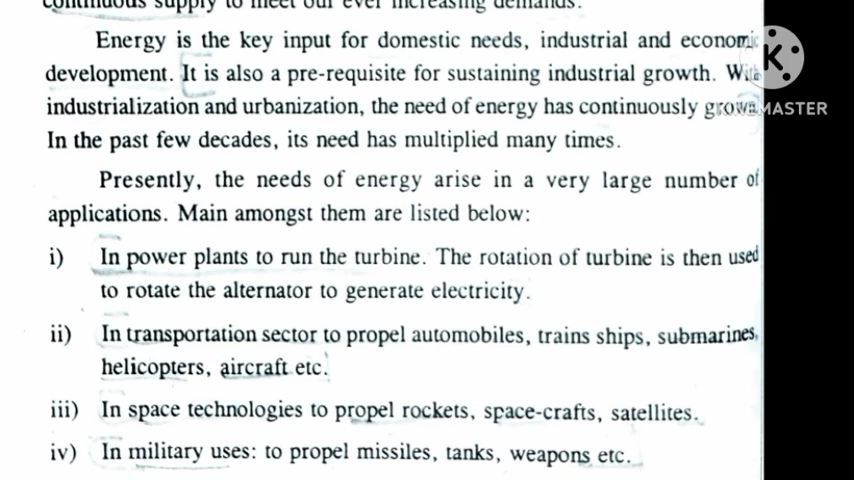 continuous supply to meet our ever increasing demands.
Energy is the key input for domestic needs, industrial and economic
development. It is also a pre-requisite for sustaining industrial growth. With
industrialization and urbanization, the need of energy has continuously grown.
In the past few decades, its need has multiplied many times.
Presently, the needs of energy arise in a very large number of
applications. Main amongst them are listed below:
i) In power plants to run the turbine. The rotation of turbine is then used
to rotate the alternator to generate electricity.
ii) In transportation sector to propel automobiles, trains ships, submarines,
helicopters, aircraft etc.
iii) In space technologies to propel rockets, space-crafts, satellites.
iv) In military uses: to propel missiles, tanks, weapons etc.
K
MASTER